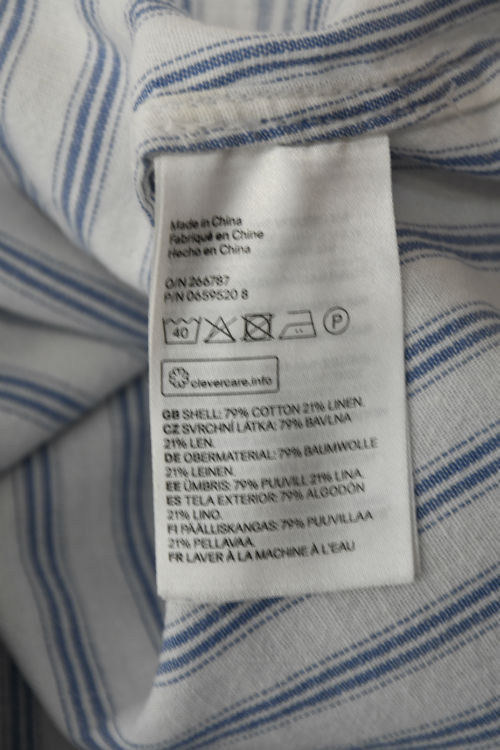 Made in China
Fabriqué en Chine
Hecho en China
O/N 266787
P/N 0659520 8
40
P
clevercare.info
GB SHELL: 79% COTTON 21% LINEN.
CZ SVRCHNÍ LÁTKA: 79% BAVLNA
21% LEN.
DE OBERMATERIAL: 79% BAUMWOLLE
21% LEINEN.
EE ÜMBRIS: 79% PUUVILL 21% LINA.
ES TELA EXTERIOR: 79% ALGODÓN
21% LINO.
FI PÄÄLLISKANGAS: 79% PUUVILLAA
21% PELLAVAA.
FR LAVER À LA MACHINE À L'EAU